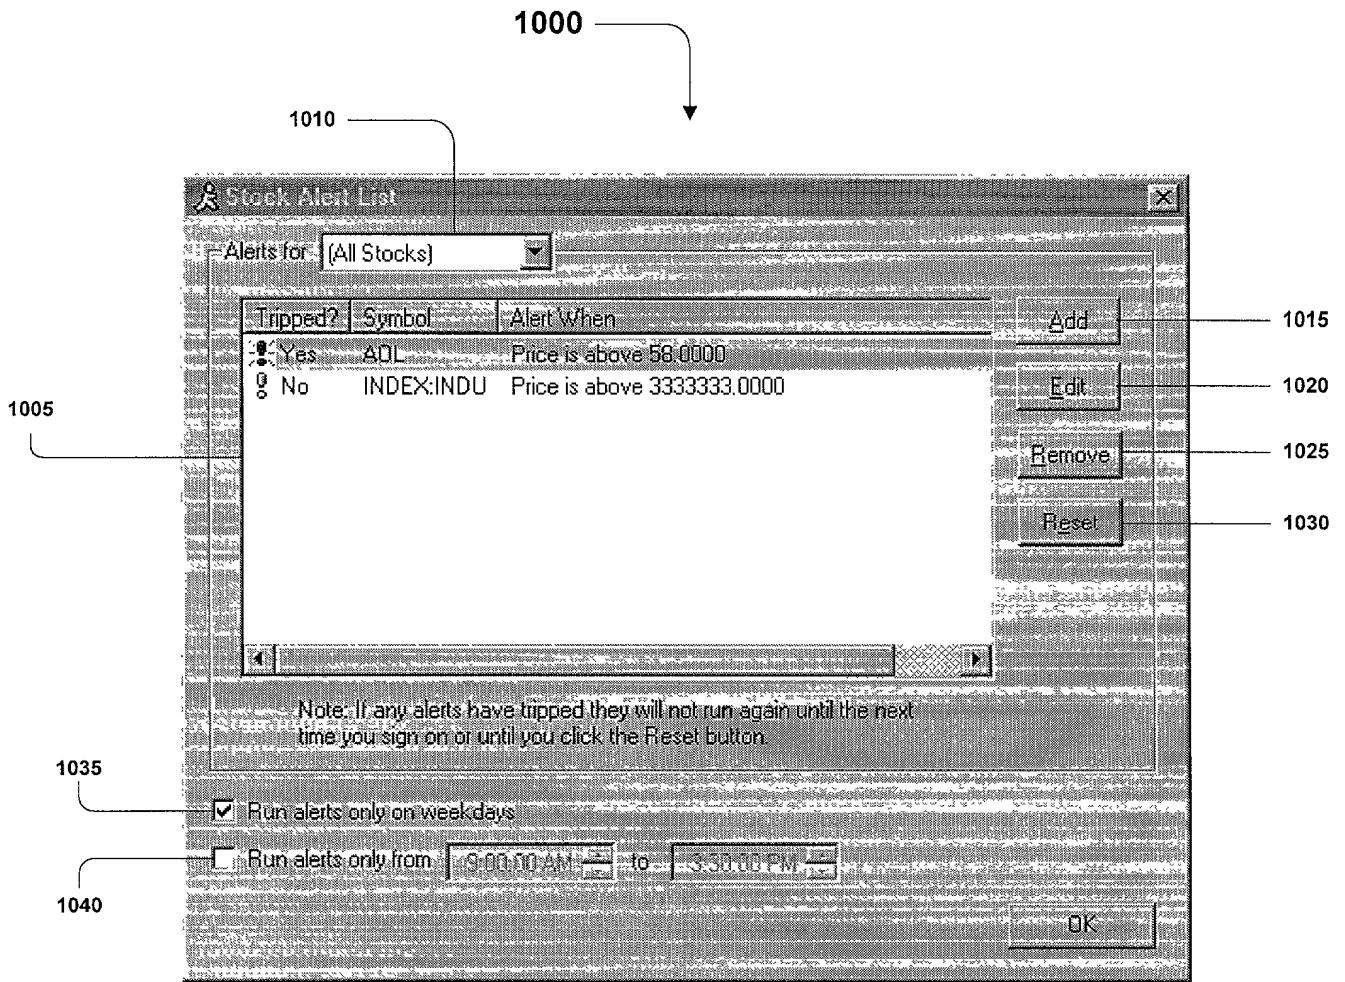 1000
1010
Stock Alert List
Alerts for (All Stocks)
Tripped? Symbol Alert When
Add 1015
Yes AOL Price is above 58.0000
No INDEX:INDU Price is above 3333333.0000
Edit 1020
1005
Remove 1025
Reset 1030
Note: If any alerts have tripped they will not run again until the next
time you sign on or until you click the Reset button.
1035
Run alerts only on weekdays
Run alerts only from 9:00:00 AM to 3:30:00 PM
1040
OK